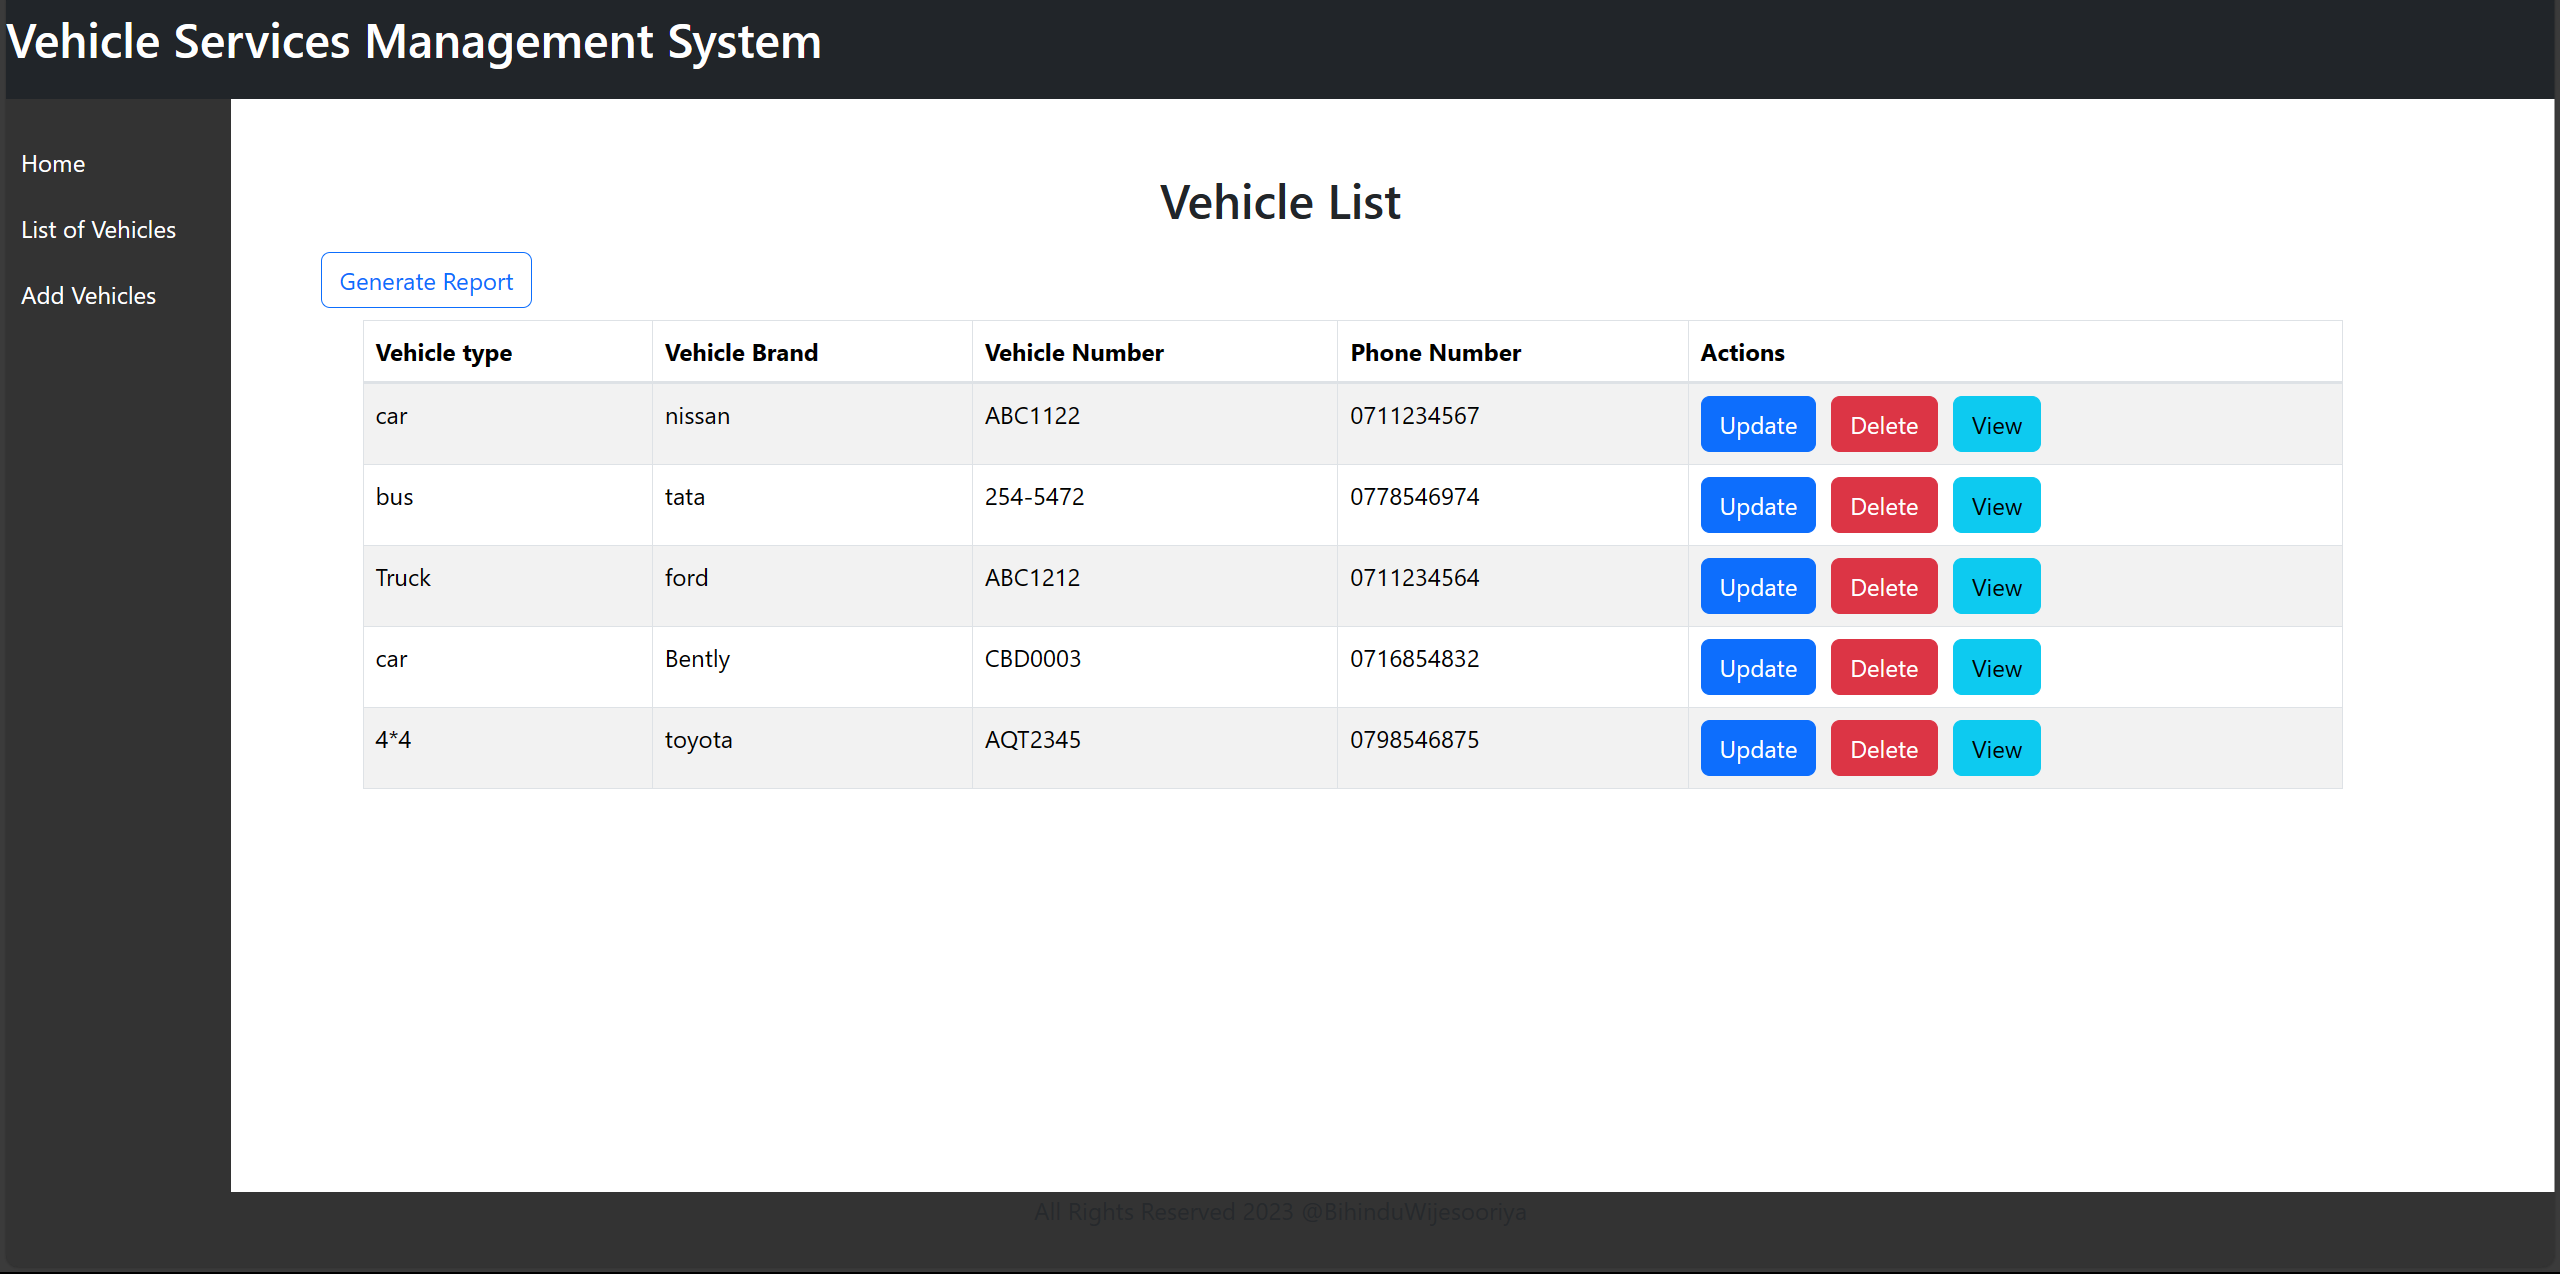 Vehicle Services Management System
Home
List of Vehicles
Add Vehicles
Vehicle List
Generate Report
Vehicle type Vehicle Brand Vehicle Number Phone Number Actions
car nissan ABC1122 0711234567 Update Delete View
bus tata 254-5472 0778546974 Update Delete View
Truck ford ABC1212 0711234564 Update Delete View
car Bently CBD0003 0716854832 Update Delete View
4*4 toyota AQT2345 0798546875 Update Delete View
All Rights Reserved 2023 @BihinduWijesooriya